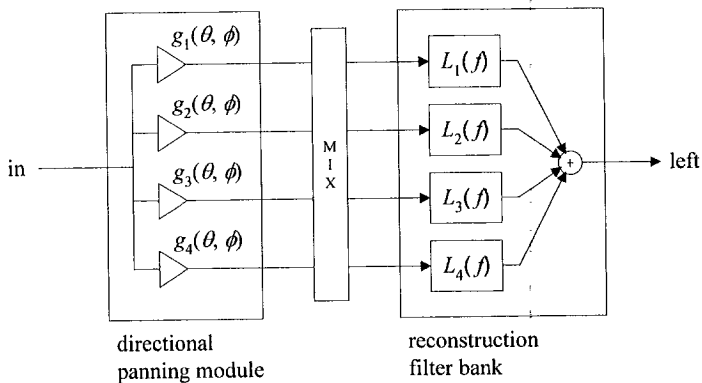 g₁(θ, ϕ)
g₂(θ, ϕ)
g₃(θ, ϕ)
g₄(θ, ϕ)
in
M
I
X
L₁(f)
L₂(f)
L₃(f)
L₄(f)
+
left
directional
panning module
reconstruction
filter bank